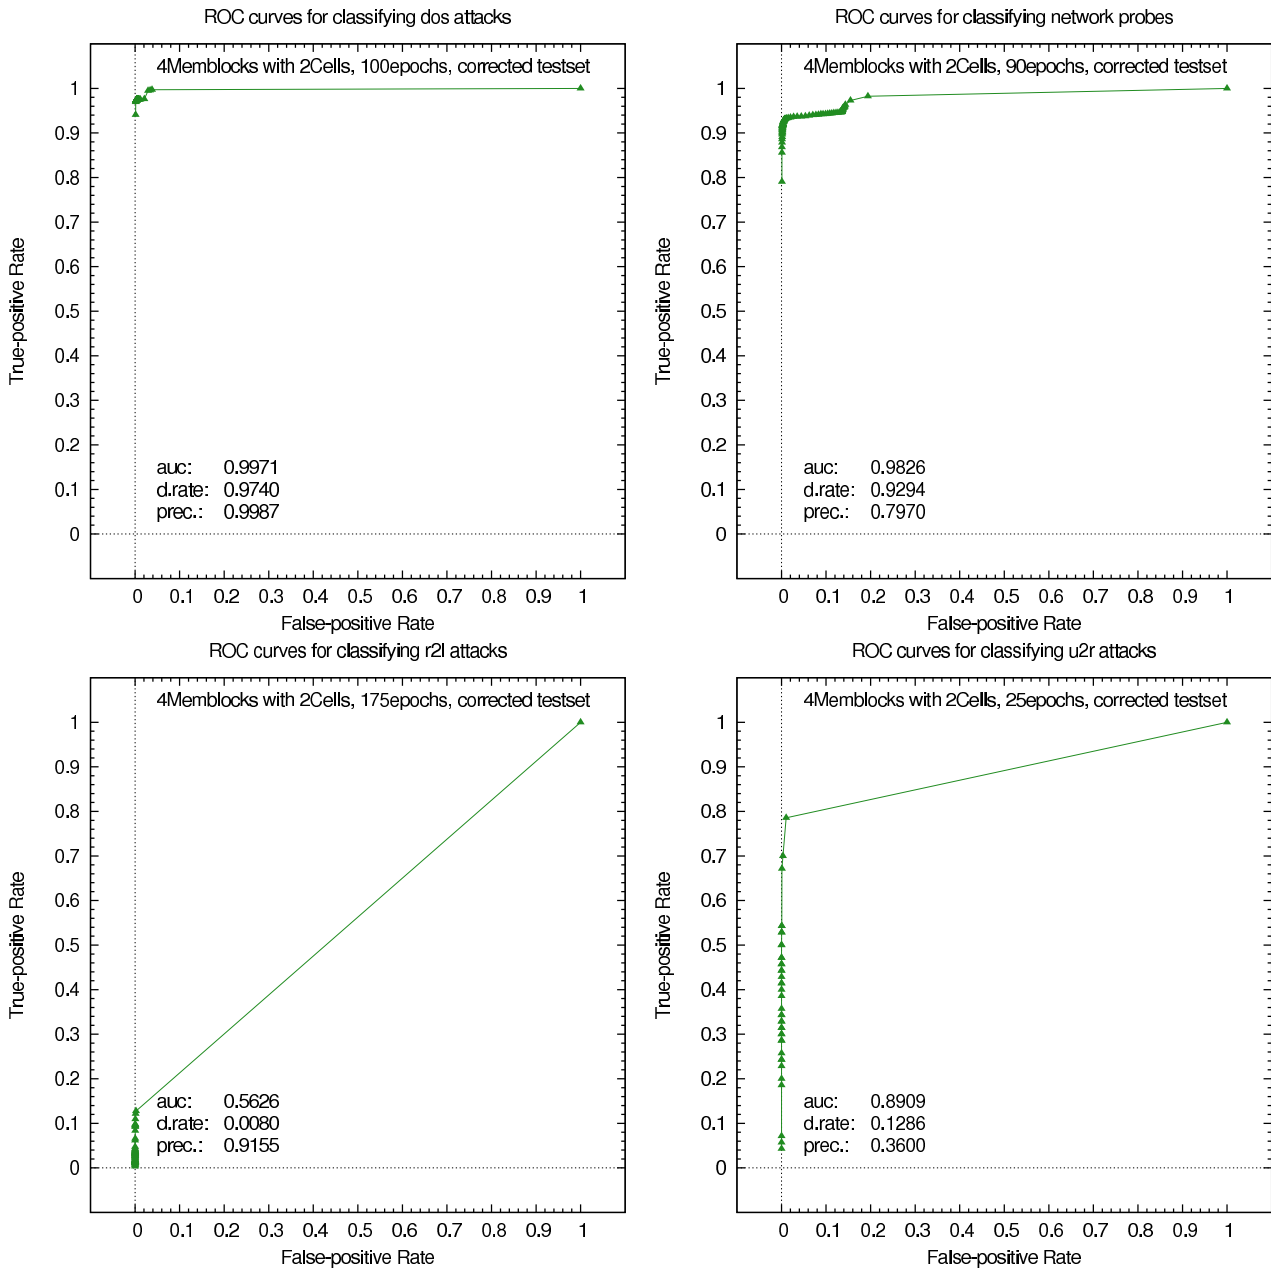 ROC curves for classifying dos attacks
4Memblocks with 2Cells, 100epochs, corrected testset
True-positive Rate
1
0.9
0.8
0.7
0.6
0.5
0.4
0.3
0.2
0.1
0
auc: 0.9971
d.rate: 0.9740
prec.: 0.9987
0 0.1 0.2 0.3 0.4 0.5 0.6 0.7 0.8 0.9 1
False-positive Rate
ROC curves for classifying network probes
4Memblocks with 2Cells, 90epochs, corrected testset
True-positive Rate
1
0.9
0.8
0.7
0.6
0.5
0.4
0.3
0.2
0.1
0
auc: 0.9826
d.rate: 0.9294
prec.: 0.7970
0 0.1 0.2 0.3 0.4 0.5 0.6 0.7 0.8 0.9 1
False-positive Rate
ROC curves for classifying r2l attacks
4Memblocks with 2Cells, 175epochs, corrected testset
True-positive Rate
1
0.9
0.8
0.7
0.6
0.5
0.4
0.3
0.2
0.1
0
auc: 0.5626
d.rate: 0.0080
prec.: 0.9155
0 0.1 0.2 0.3 0.4 0.5 0.6 0.7 0.8 0.9 1
False-positive Rate
ROC curves for classifying u2r attacks
4Memblocks with 2Cells, 25epochs, corrected testset
True-positive Rate
1
0.9
0.8
0.7
0.6
0.5
0.4
0.3
0.2
0.1
0
auc: 0.8909
d.rate: 0.1286
prec.: 0.3600
0 0.1 0.2 0.3 0.4 0.5 0.6 0.7 0.8 0.9 1
False-positive Rate